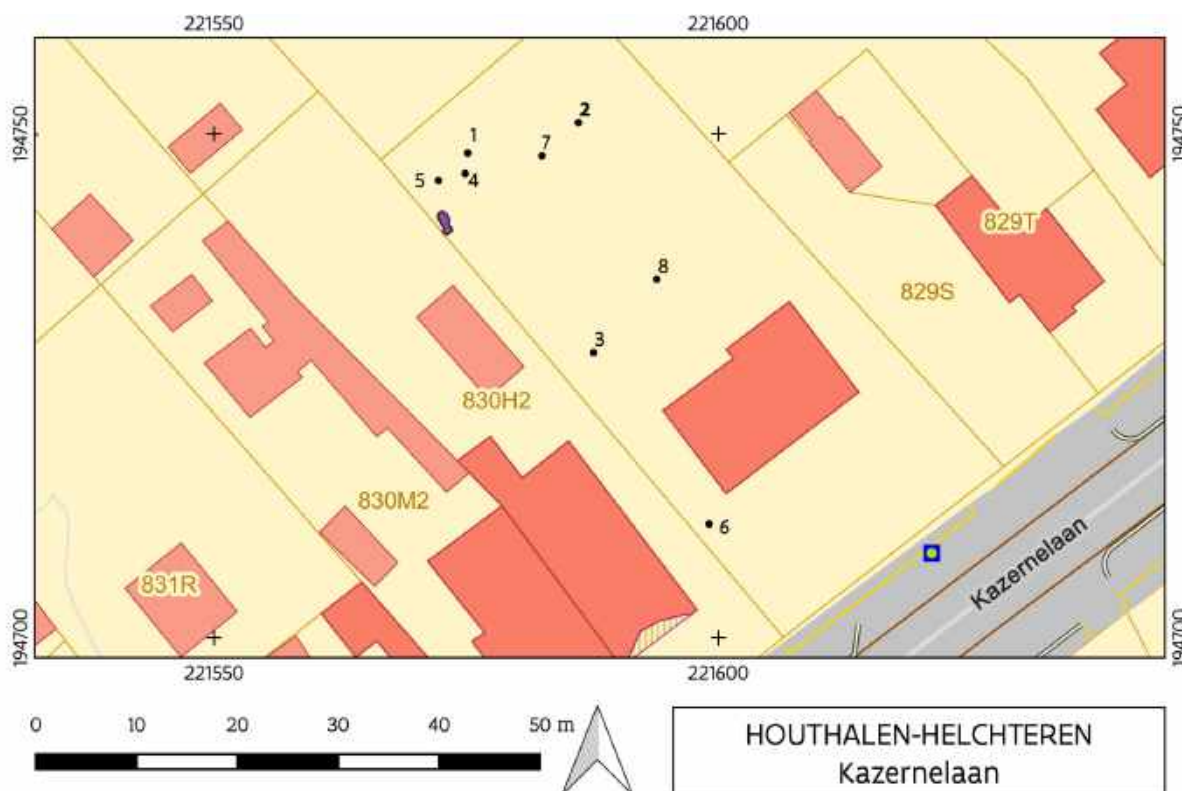 221550 221600
194750 194750
2
1
7
5 4
829T
8
829S
3
830H2
830M2
6
Kazernelaan
831R
194700 194700
221550 221600
0 10 20 30 40 50 m
HOUTHALEN-HELCHTEREN
Kazernelaan